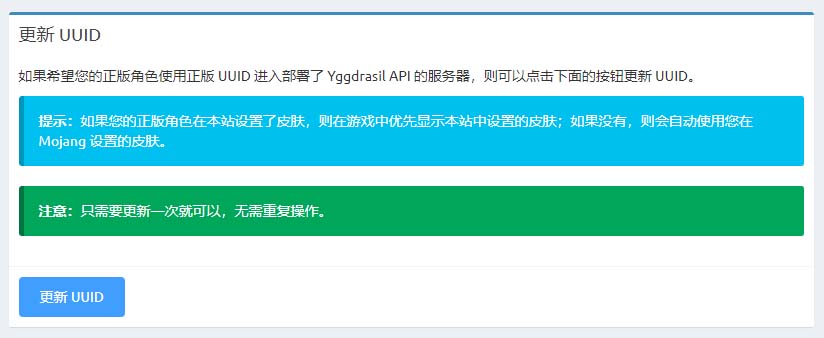 更新 UUID
如果希望您的正版角色使用正版 UUID 进入部署了 Yggdrasil API 的服务器，则可以点击下面的按钮更新 UUID。
提示：如果您的正版角色在本站设置了皮肤，则在游戏中优先显示本站中设置的皮肤；如果没有，则会自动使用您在
Mojang 设置的皮肤。
注意：只需要更新一次就可以，无需重复操作。
更新 UUID